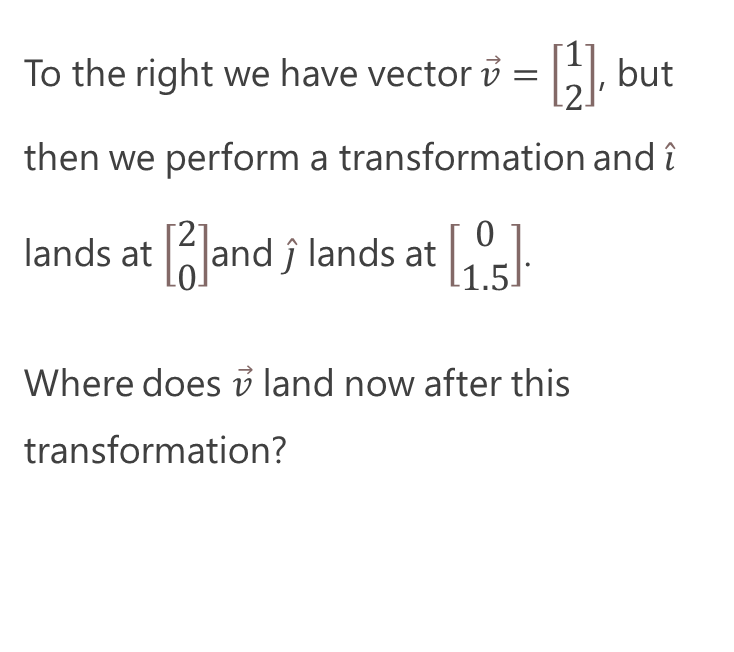 To the right we have vector v⃗ = [1 2], but
then we perform a transformation and î
lands at [2 0] and ĵ lands at [0 1.5].
Where does v⃗ land now after this
transformation?